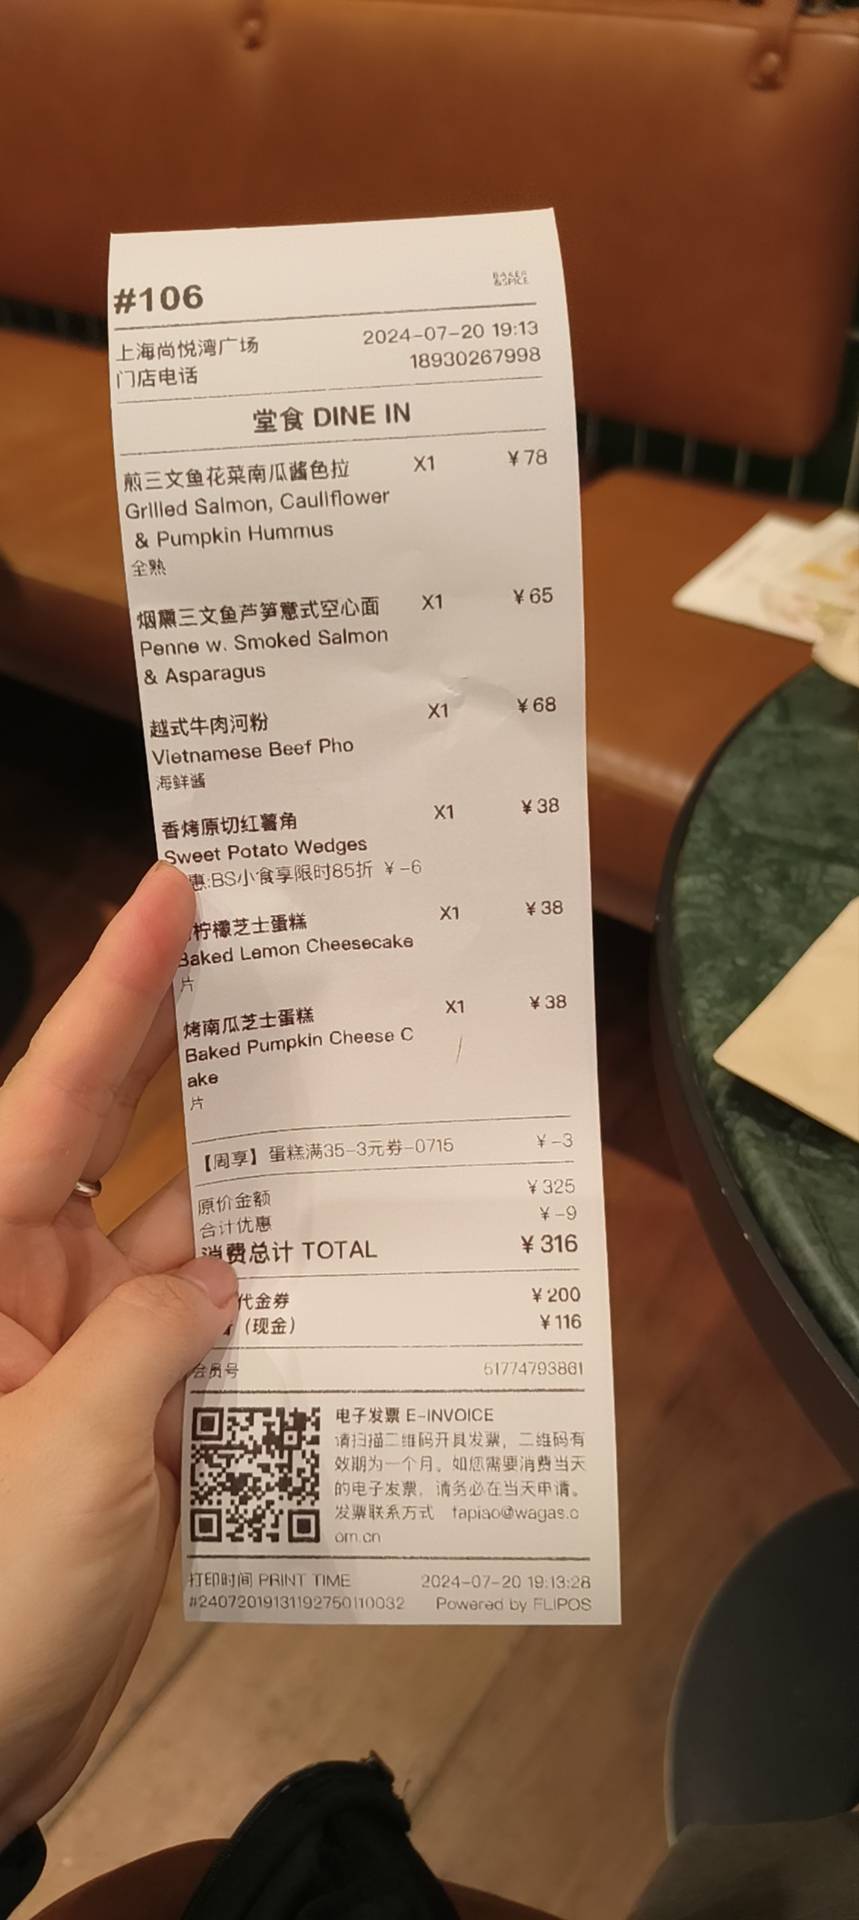 #106
BAKER
&SPICE
上海尚悦湾广场 2024-07-20 19:13
门店电话 18930267998
堂食 DINE IN
煎三文鱼花菜南瓜酱色拉 X1 ¥78
Grilled Salmon, Cauliflower
& Pumpkin Hummus
全熟
烟熏三文鱼芦笋意式空心面 X1 ¥65
Penne w. Smoked Salmon
& Asparagus
越式牛肉河粉 X1 ¥68
Vietnamese Beef Pho
海鲜酱
香烤原切红薯角 X1 ¥38
Sweet Potato Wedges
惠:BS小食享限时85折 ¥-6
柠檬芝士蛋糕 X1 ¥38
Baked Lemon Cheesecake
片
烤南瓜芝士蛋糕 X1 ¥38
Baked Pumpkin Cheese C
ake
片
【周享】蛋糕满35-3元券-0715 ¥-3
原价金额 ¥325
合计优惠 ¥-9
消费总计 TOTAL ¥316
代金券 ¥200
(现金) ¥116
会员号 51774793861
电子发票 E-INVOICE
请扫描二维码开具发票，二维码有
效期为一个月。如您需要消费当天
的电子发票，请务必在当天申请。
发票联系方式 fapiao@wagas.c
om.cn
打印时间 PRINT TIME 2024-07-20 19:13:28
#24072019131192750110032 Powered by FLIPOS